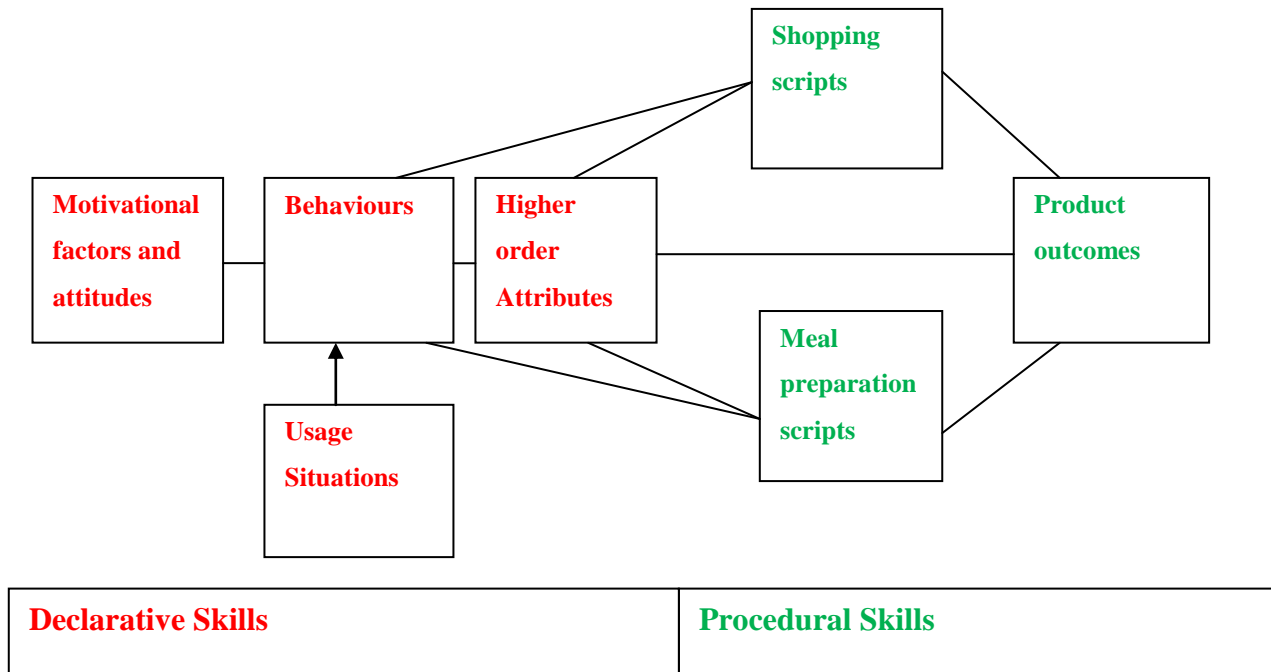 Shopping
scripts
Motivational
factors and
attitudes
Behaviours
Higher
order
Attributes
Product
outcomes
Meal
preparation
scripts
Usage
Situations
Declarative Skills
Procedural Skills